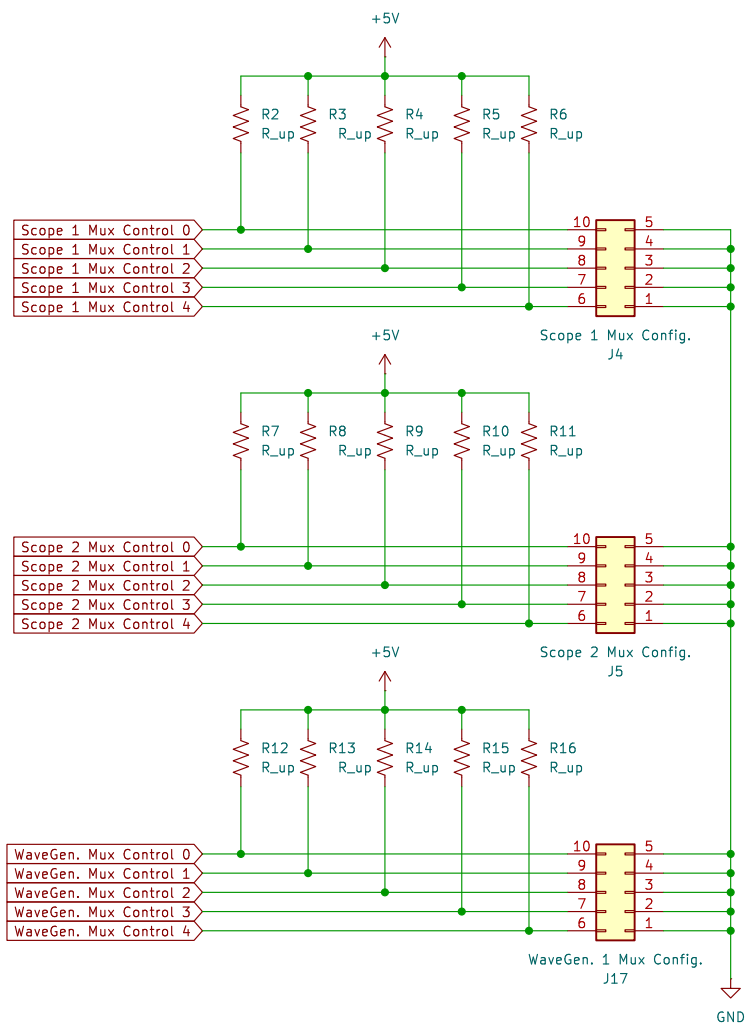 +5V
R2 R3 R4 R5 R6
R_up R_up R_up R_up R_up
Scope 1 Mux Control 0 10 5
Scope 1 Mux Control 1 9 4
Scope 1 Mux Control 2 8 3
Scope 1 Mux Control 3 7 2
Scope 1 Mux Control 4 6 1
+5V Scope 1 Mux Config.
J4
R7 R8 R9 R10 R11
R_up R_up R_up R_up R_up
Scope 2 Mux Control 0 10 5
Scope 2 Mux Control 1 9 4
Scope 2 Mux Control 2 8 3
Scope 2 Mux Control 3 7 2
Scope 2 Mux Control 4 6 1
+5V Scope 2 Mux Config.
J5
R12 R13 R14 R15 R16
R_up R_up R_up R_up R_up
WaveGen. Mux Control 0 10 5
WaveGen. Mux Control 1 9 4
WaveGen. Mux Control 2 8 3
WaveGen. Mux Control 3 7 2
WaveGen. Mux Control 4 6 1
WaveGen. 1 Mux Config.
J17
GND